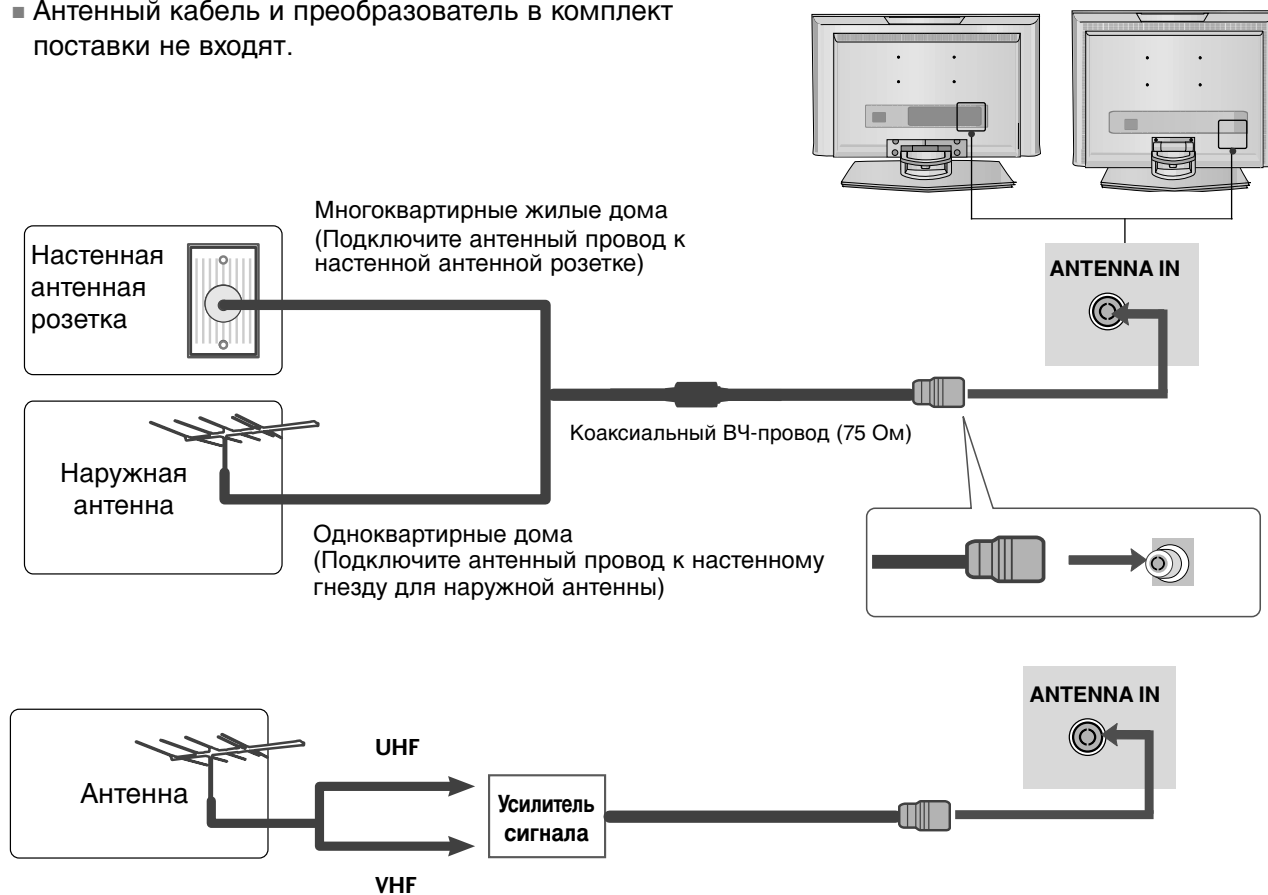 ▪ Антенный кабель и преобразователь в комплект
поставки не входят.
Многоквартирные жилые дома
(Подключите антенный провод к
настенной антенной розетке)
Настенная
антенная
розетка
ANTENNA IN
Коаксиальный ВЧ-провод (75 Ом)
Наружная
антенна
Одноквартирные дома
(Подключите антенный провод к настенному
гнезду для наружной антенны)
ANTENNA IN
UHF
Антенна
Усилитель
сигнала
VHF